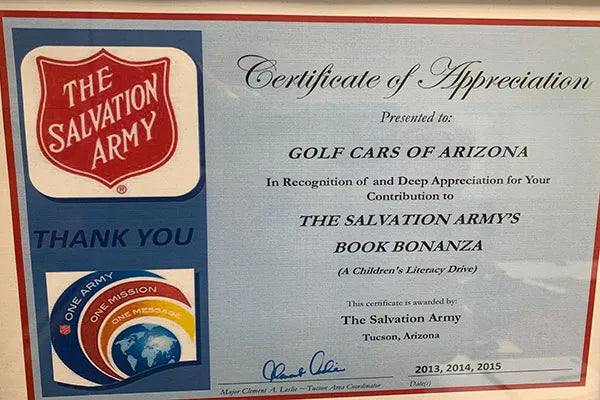 THE
SALVATION
ARMY
®
THANK YOU
ONE ARMY
ONE MISSION
ONE MESSAGE
Certificate of Appreciation
Presented to:
GOLF CARS OF ARIZONA
In Recognition of and Deep Appreciation for Your
Contribution to
THE SALVATION ARMY'S
BOOK BONANZA
(A Children's Literacy Drive)
This certificate is awarded by:
The Salvation Army
Tucson, Arizona
2013, 2014, 2015
Major Clement A. Leslie ~ Tucson Area Coordinator
Date(s)